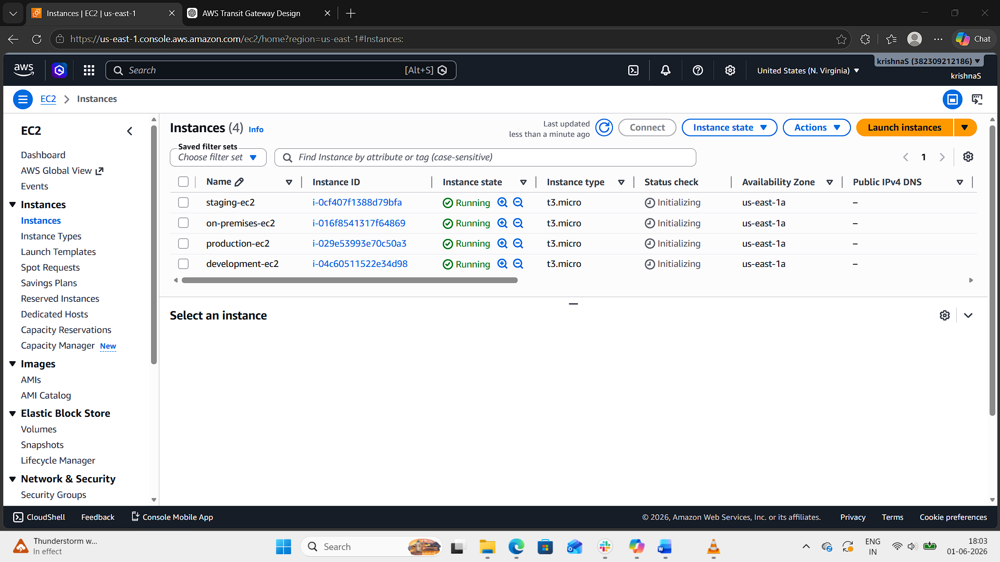 Instances | EC2 | us-east-1
AWS Transit Gateway Design
https://us-east-1.console.aws.amazon.com/ec2/home?region=us-east-1#Instances:
Chat
aws
Search
[Alt+S]
United States (N. Virginia)
krishnaS (382309212186)
krishnaS
EC2
Instances
EC2
Dashboard
AWS Global View
Events
Instances
Instances
Instance Types
Launch Templates
Spot Requests
Savings Plans
Reserved Instances
Dedicated Hosts
Capacity Reservations
Capacity Manager New
Images
AMIs
AMI Catalog
Elastic Block Store
Volumes
Snapshots
Lifecycle Manager
Network & Security
Security Groups
Instances (4) Info
Last updated
less than a minute ago
Connect
Instance state
Actions
Launch instances
Saved filter sets
Choose filter set
Find Instance by attribute or tag (case-sensitive)
1
Name Instance ID Instance state Instance type Status check Availability Zone Public IPv4 DNS
staging-ec2 i-0cf407f1388d79bfa Running t3.micro Initializing us-east-1a –
on-premises-ec2 i-016f8541317f64869 Running t3.micro Initializing us-east-1a –
production-ec2 i-029e53993e70c50a3 Running t3.micro Initializing us-east-1a –
development-ec2 i-04c60511522e34d98 Running t3.micro Initializing us-east-1a –
Select an instance
CloudShell
Feedback
Console Mobile App
© 2026, Amazon Web Services, Inc. or its affiliates.
Privacy
Terms
Cookie preferences
Thunderstorm w...
In effect
Search
ENG
IN
18:03
01-06-2026